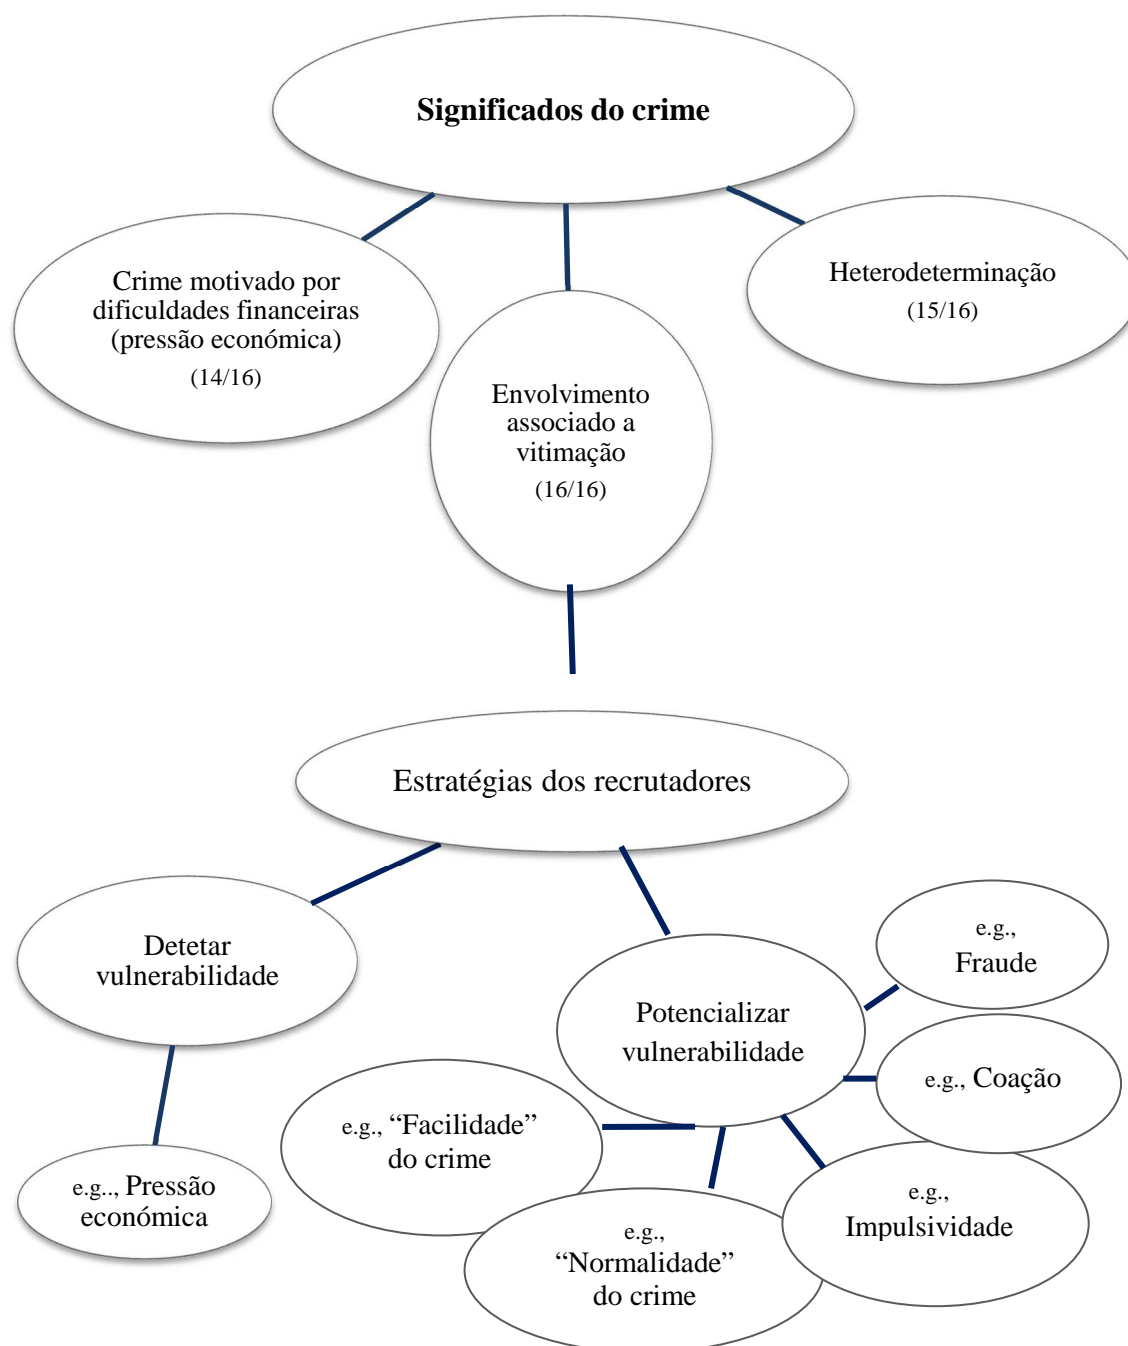 Significados do crime
Crime motivado por
dificuldades financeiras
(pressão económica)
(14/16)
Envolvimento
associado a
vitimação
(16/16)
Heterodeterminação
(15/16)
Estratégias dos recrutadores
Detetar
vulnerabilidade
e.g.., Pressão
económica
Potencializar
vulnerabilidade
e.g.,
Fraude
e.g., Coação
e.g.,
Impulsividade
e.g.,
“Normalidade”
do crime
e.g., “Facilidade”
do crime